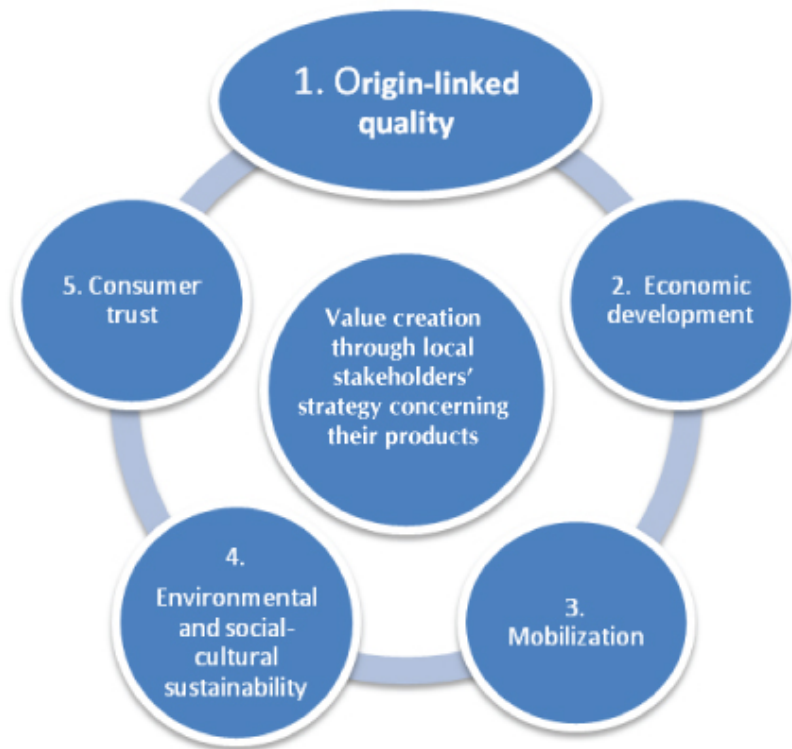 1. Origin-linked
quality
2. Economic
development
3.
Mobilization
4.
Environmental
and social-
cultural
sustainability
5. Consumer
trust
Value creation
through local
stakeholders’
strategy concerning
their products